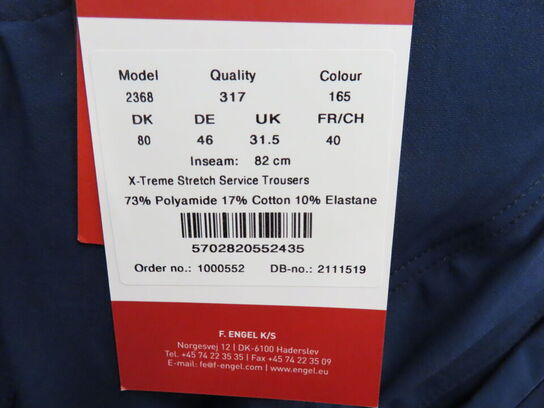 Model Quality Colour
2368 317 165
DK DE UK FR/CH
80 46 31.5 40
Inseam: 82 cm
X-Treme Stretch Service Trousers
73% Polyamide 17% Cotton 10% Elastane
5702820552435
Order no.: 1000552 DB-no.: 2111519
F. ENGEL K/S
Norgesvej 12 | DK-6100 Haderslev
Tel. +45 74 22 35 35 | Fax +45 74 22 35 09
E-mail: fe@f-engel.com | www.engel.eu